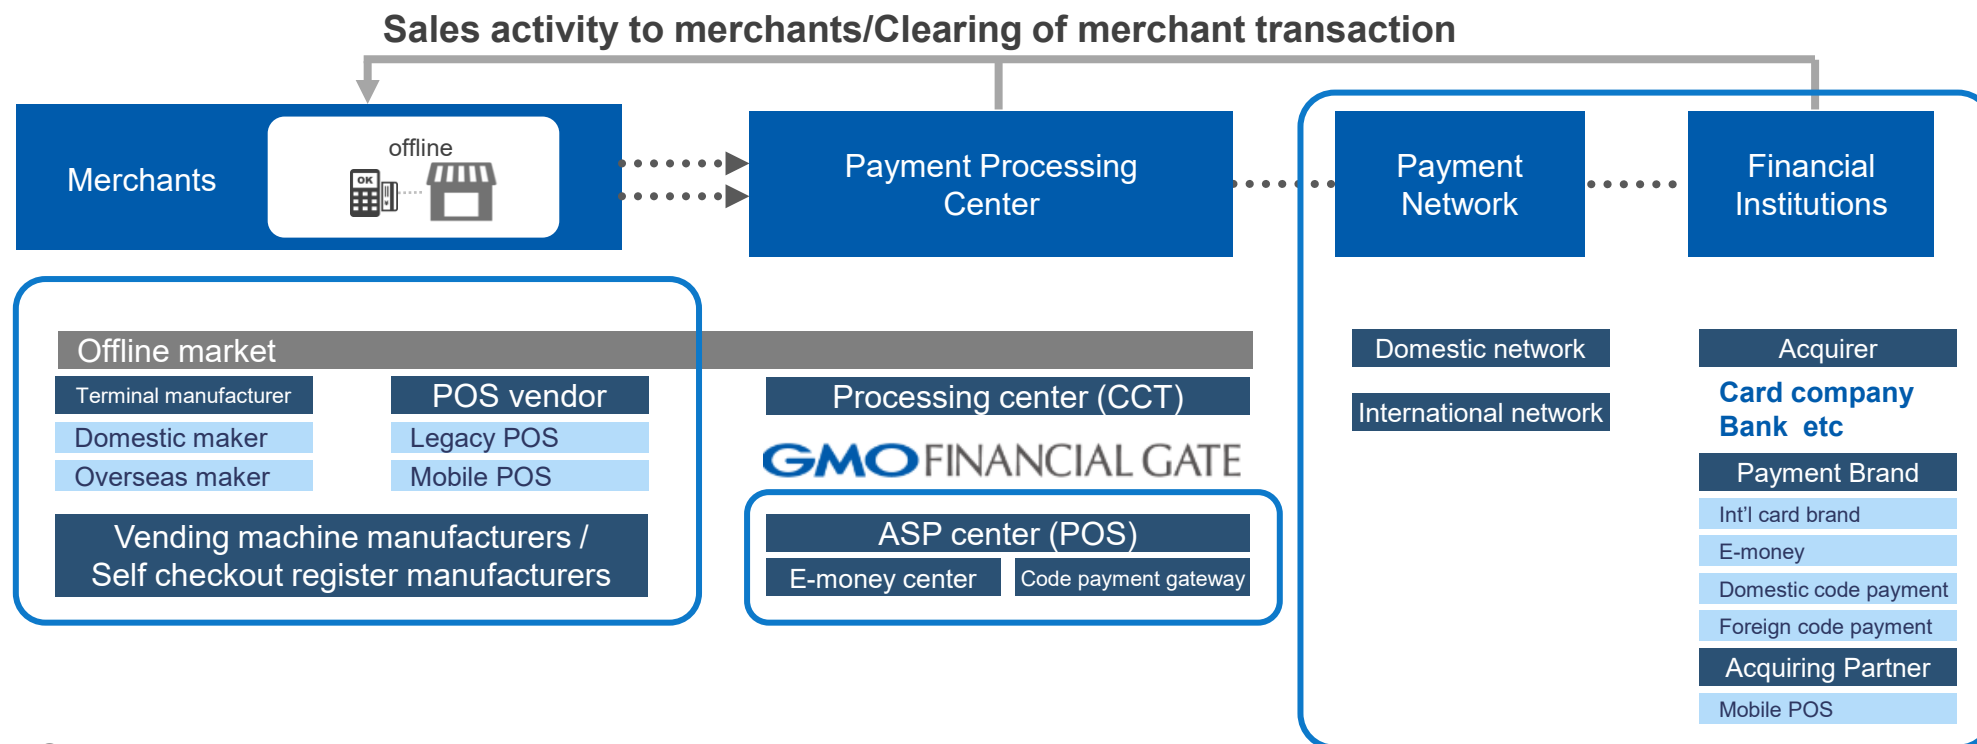 Sales activity to merchants/Clearing of merchant transaction
Merchants
offline
OK
Payment Processing
Center
Payment
Network
Financial
Institutions
Offline market
Terminal manufacturer
Domestic maker
Overseas maker
POS vendor
Legacy POS
Mobile POS
Vending machine manufacturers /
Self checkout register manufacturers
Processing center (CCT)
GMO FINANCIAL GATE
ASP center (POS)
E-money center
Code payment gateway
Domestic network
International network
Acquirer
Card company
Bank etc
Payment Brand
Int'l card brand
E-money
Domestic code payment
Foreign code payment
Acquiring Partner
Mobile POS